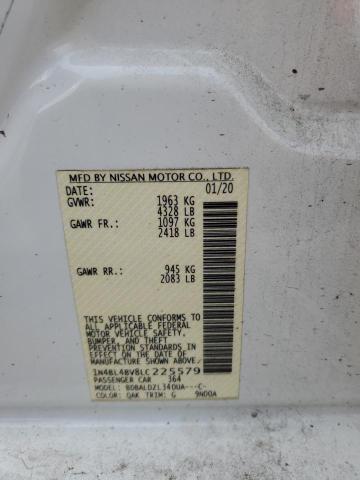 MFD BY NISSAN MOTOR CO., LTD.
DATE: 01/20
GVWR: 1963 KG
4328 LB
GAWR FR.: 1097 KG
2418 LB
GAWR RR.: 945 KG
2083 LB
THIS VEHICLE CONFORMS TO ALL
APPLICABLE FEDERAL MOTOR
VEHICLE SAFETY,
BUMPER, AND THEFT
PREVENTION STANDARDS IN
EFFECT ON THE DATE OF
MANUFACTURE SHOWN ABOVE.
1N4BL4BV8LC225579
PASSENGER CAR 364
MODEL: BDBALDZL340UA---C-
COLOR: QAK TRIM: G 9N00A